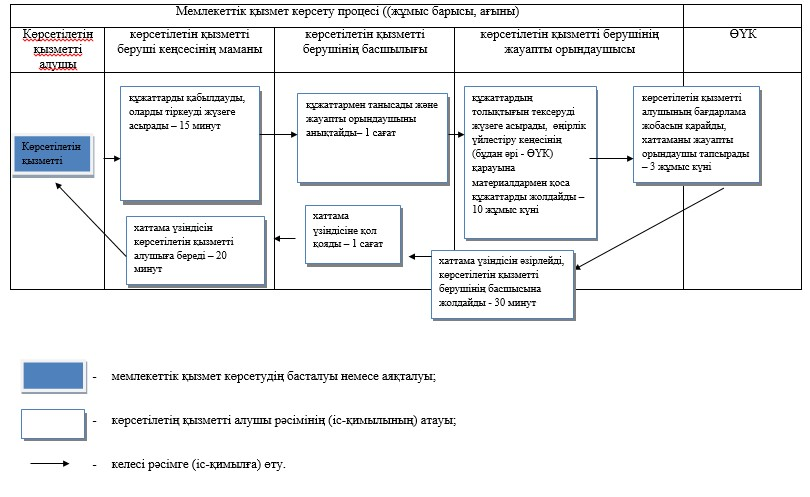 Мемлекеттік қызмет көрсету процесі ((жұмыс барысы, ағыны)
Көрсетілетін
қызметті
алушы
көрсетілетін қызметті
беруші кеңсесінің маманы
көрсетілетін қызметті
берушінің басшылығы
көрсетілетін қызметті берушінің
жауапты орындаушысы
ӨҮК
Көрсетілетін
қызметті
құжаттарды қабылдауды,
оларды тіркеуді жүзеге
асырады – 15 минут
құжаттармен танысады және
жауапты орындаушыны
анықтайды– 1 сағат
құжаттардың
толықтығын тексеруді
жүзеге асырады, өңірлік
үйлестіру кеңесінің
(бұдан әрі - ӨҮК)
қарауына
материалдармен қоса
құжаттарды жолдайды –
10 жұмыс күні
көрсетілетін қызметті
алушының бағдарлама
жобасын қарайды,
хаттаманы жауапты
орындаушы тапсырады
– 3 жұмыс күні
хаттама үзіндісін
көрсетілетін қызметті
алушыға береді – 20
минут
хаттама
үзіндісіне қол
қояды – 1 сағат
хаттама үзіндісін әзірлейді,
көрсетілетін қызметті
берушінің басшысына
жолдайды - 30 минут
- мемлекеттік қызмет көрсетудің басталуы немесе аяқталуы;
- көрсетілетің қызметті алушы рәсімінің (іс-қимылының) атауы;
- келесі рәсімге (іс-қимылға) өту.